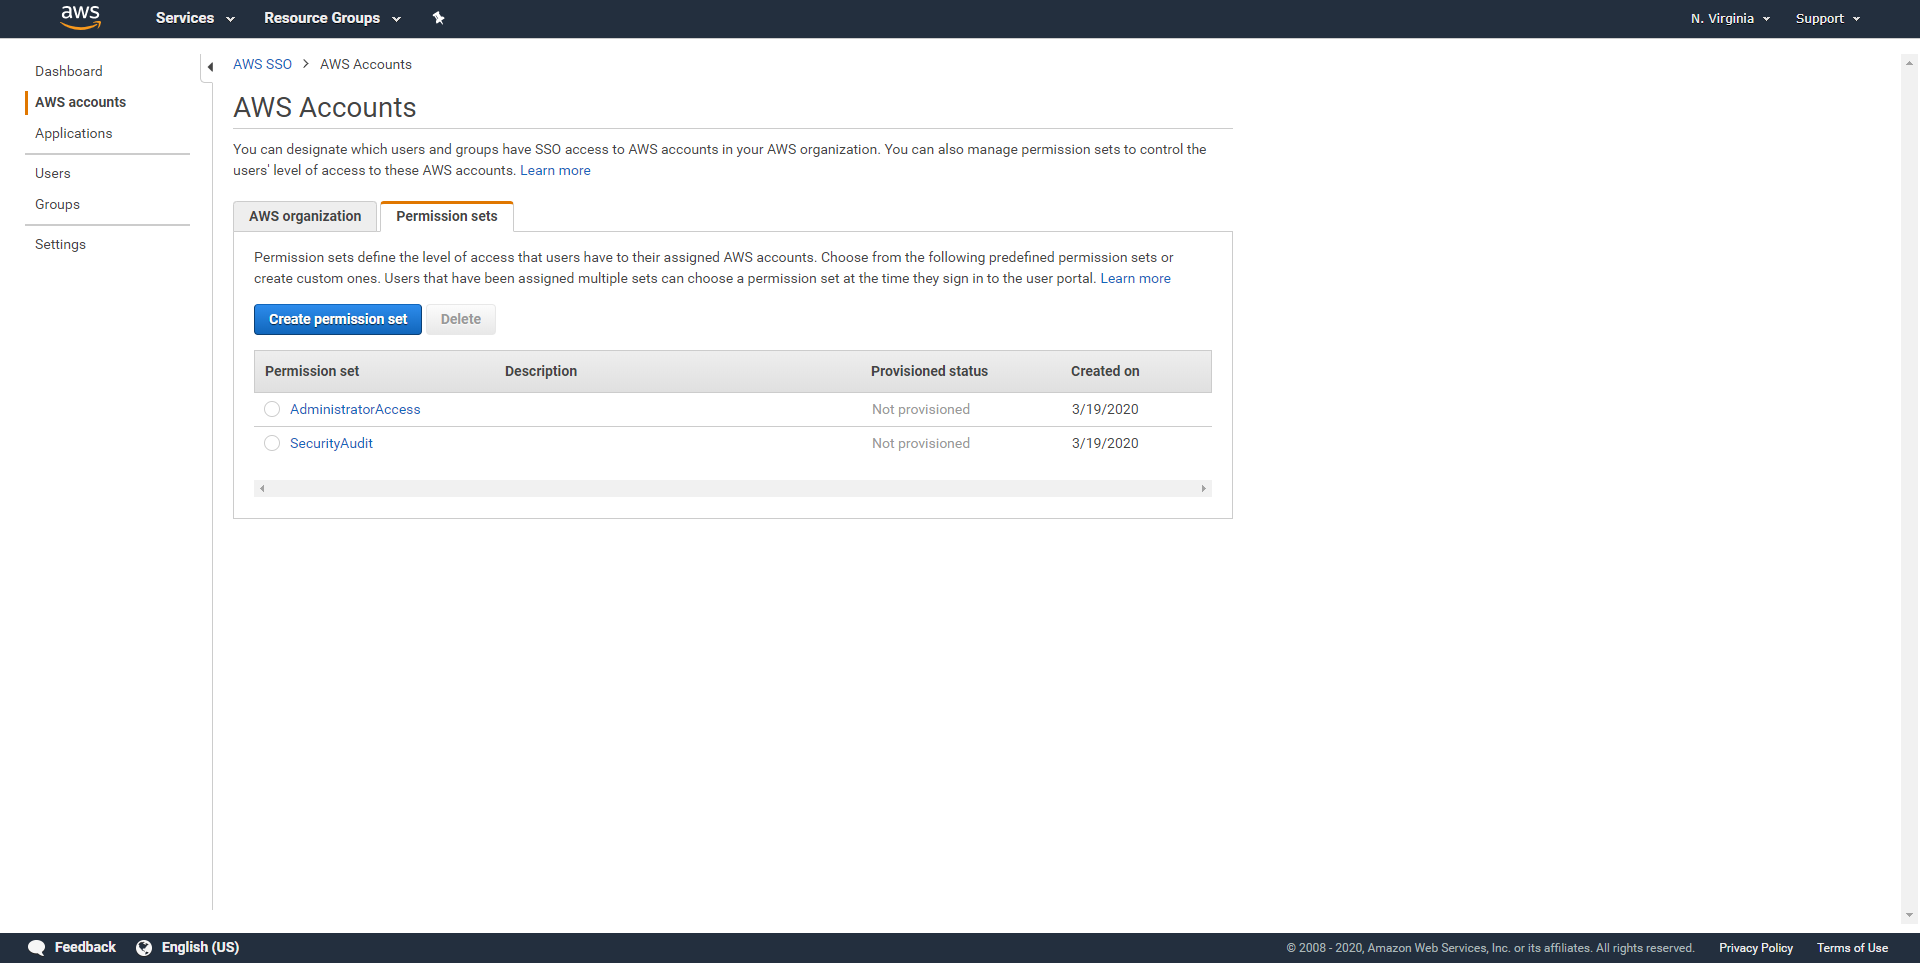 aws
Services
Resource Groups
N. Virginia
Support
Dashboard
AWS accounts
Applications
Users
Groups
Settings
AWS SSO > AWS Accounts
AWS Accounts
You can designate which users and groups have SSO access to AWS accounts in your AWS organization. You can also manage permission sets to control the
users' level of access to these AWS accounts. Learn more
AWS organization
Permission sets
Permission sets define the level of access that users have to their assigned AWS accounts. Choose from the following predefined permission sets or
create custom ones. Users that have been assigned multiple sets can choose a permission set at the time they sign in to the user portal. Learn more
Create permission set
Delete
Permission set Description Provisioned status Created on
AdministratorAccess Not provisioned 3/19/2020
SecurityAudit Not provisioned 3/19/2020
Feedback
English (US)
© 2008 - 2020, Amazon Web Services, Inc. or its affiliates. All rights reserved.
Privacy Policy
Terms of Use